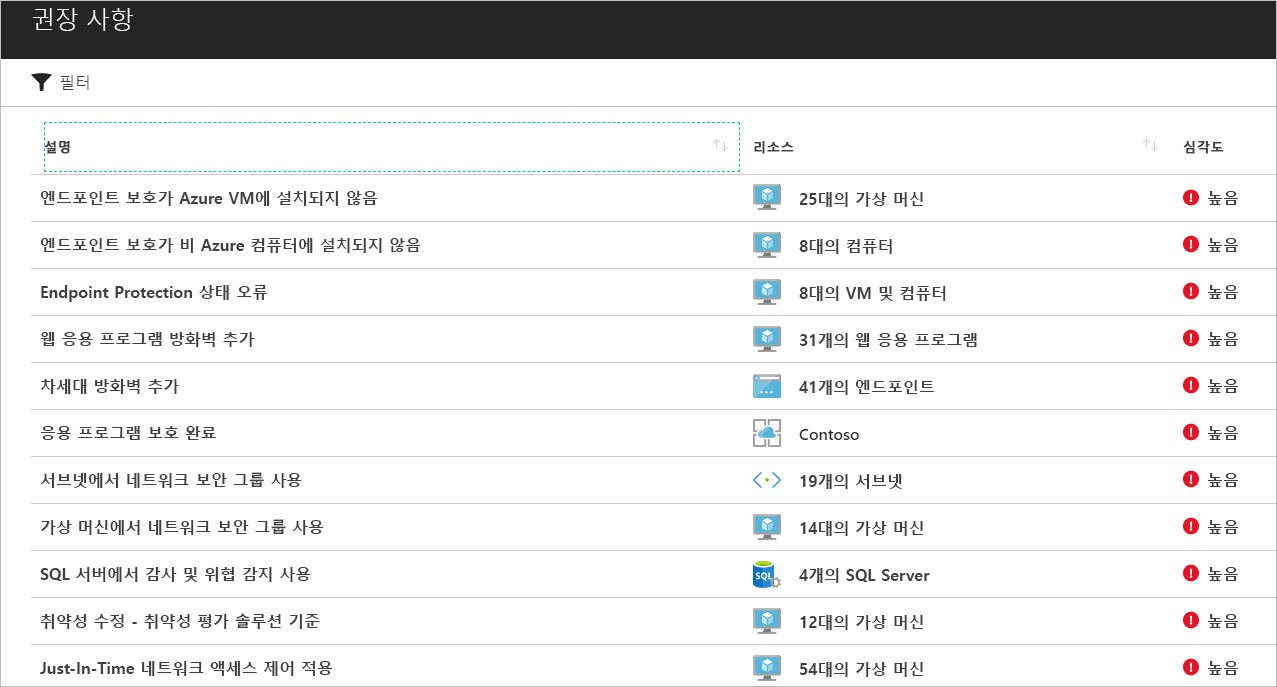 권장 사항
필터
설명 리소스 심각도
엔드포인트 보호가 Azure VM에 설치되지 않음 25대의 가상 머신 높음
엔드포인트 보호가 비 Azure 컴퓨터에 설치되지 않음 8대의 컴퓨터 높음
Endpoint Protection 상태 오류 8대의 VM 및 컴퓨터 높음
웹 응용 프로그램 방화벽 추가 31개의 웹 응용 프로그램 높음
차세대 방화벽 추가 41개의 엔드포인트 높음
응용 프로그램 보호 완료 Contoso 높음
서브넷에서 네트워크 보안 그룹 사용 19개의 서브넷 높음
가상 머신에서 네트워크 보안 그룹 사용 14대의 가상 머신 높음
SQL 서버에서 감사 및 위협 감지 사용 SQL 4개의 SQL Server 높음
취약성 수정 - 취약성 평가 솔루션 기준 12대의 가상 머신 높음
Just-In-Time 네트워크 액세스 제어 적용 54대의 가상 머신 높음